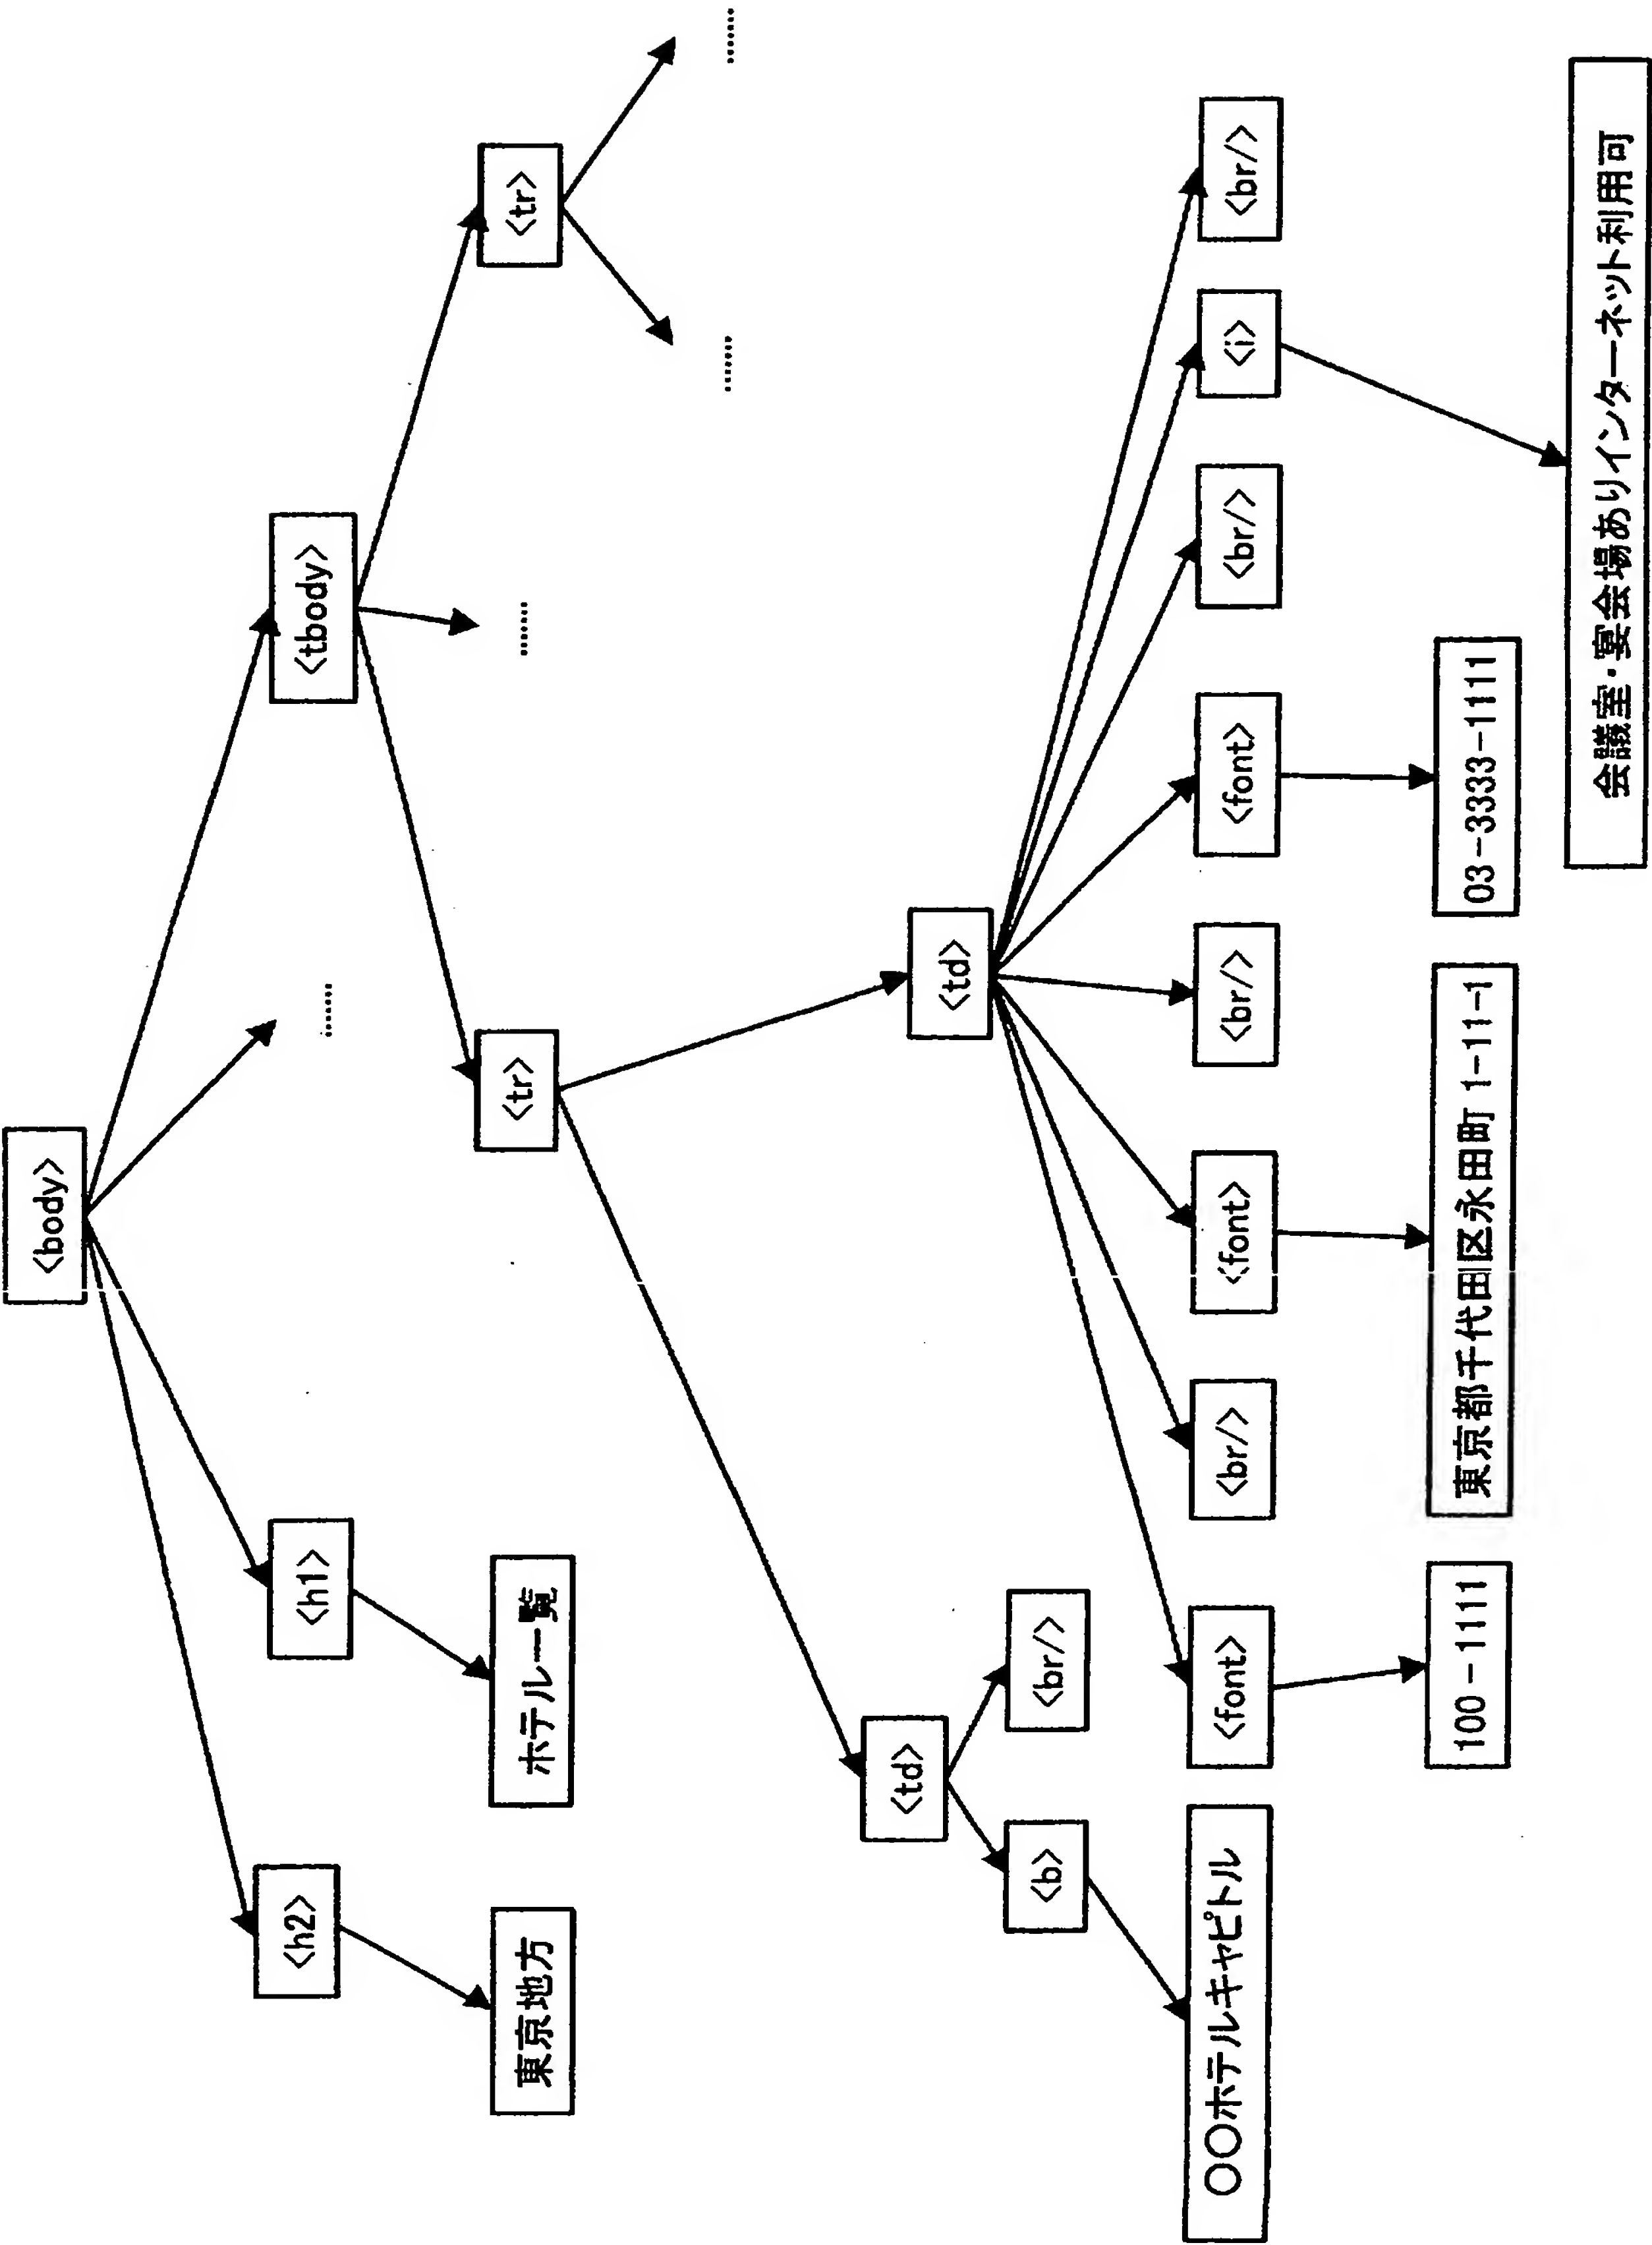 <body>
<h2>
<h1>
......
<tbody>
東京地方
ホテル一覧
<tr>
......
<tr>
......
......
<td>
<td>
<b>
<br/>
〇〇ホテルキャピトル
<font>
<br/>
<font>
<br/>
<font>
<br/>
<i>
<br/>
100-1111
東京都千代田区永田町 1-11-1
03-3333-1111
会議室・宴会場ありインターネット利用可